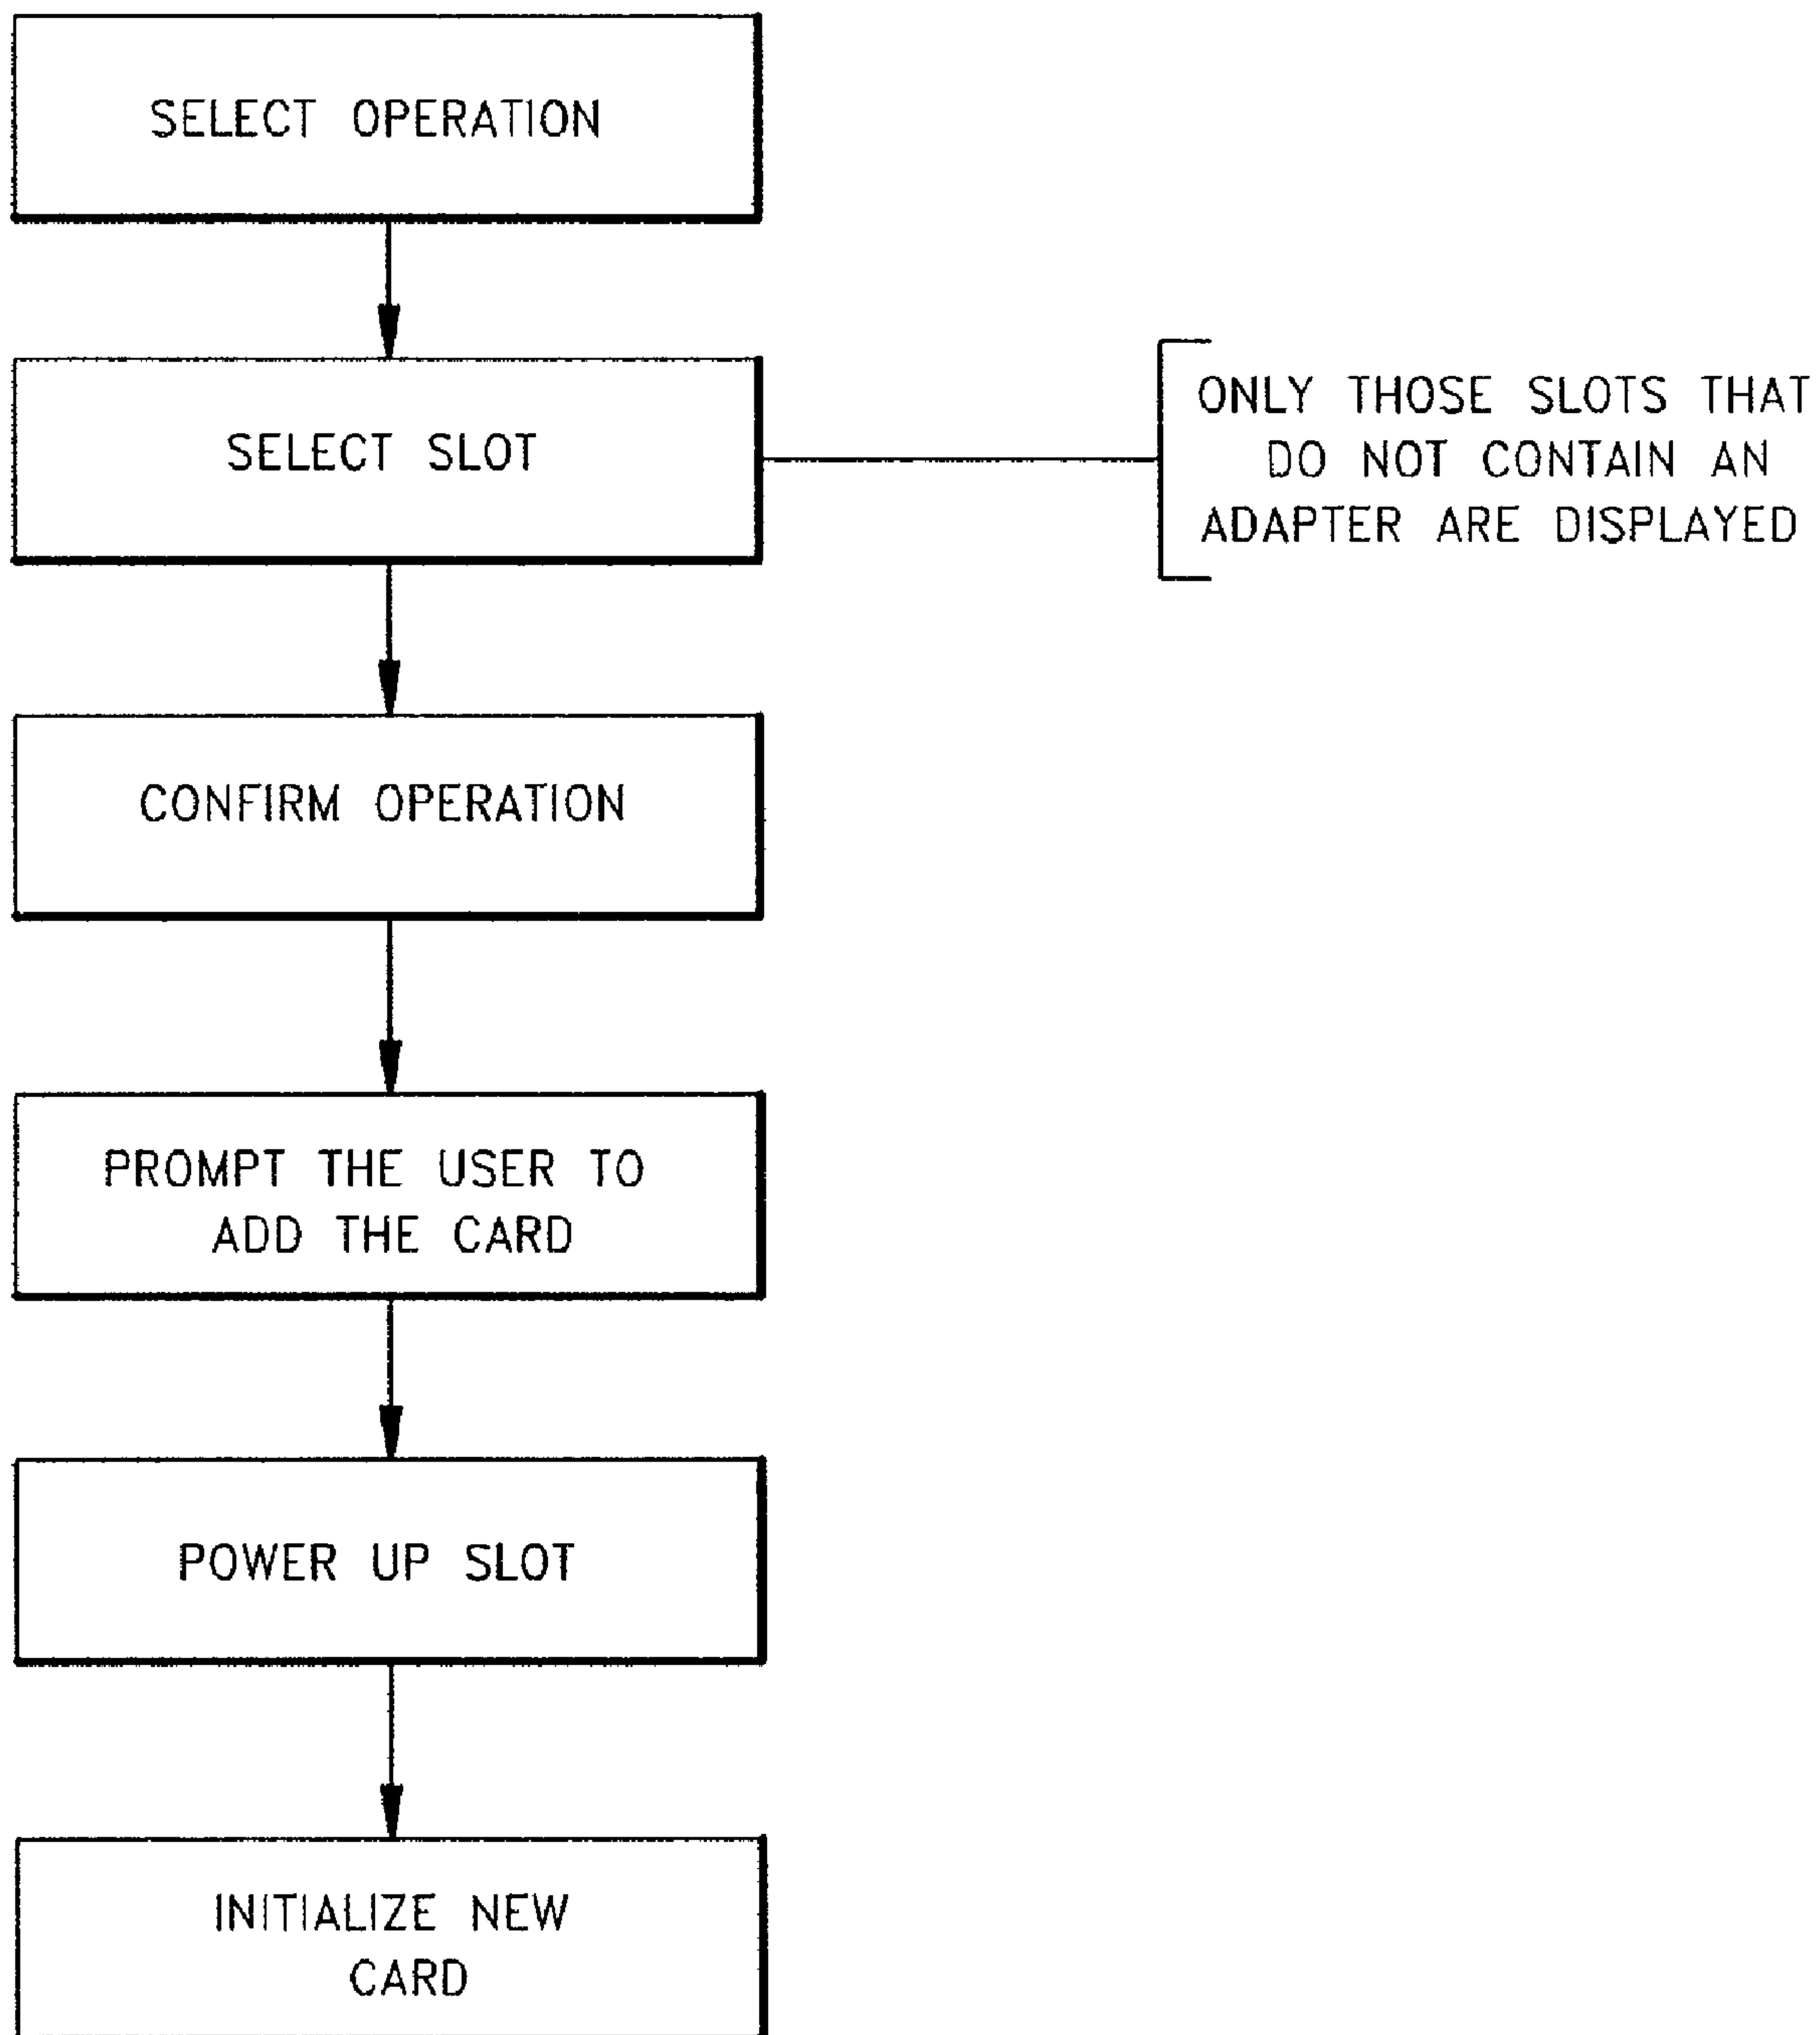 SELECT OPERATION
SELECT SLOT
ONLY THOSE SLOTS THAT
DO NOT CONTAIN AN
ADAPTER ARE DISPLAYED
CONFIRM OPERATION
PROMPT THE USER TO
ADD THE CARD
POWER UP SLOT
INITIALIZE NEW
CARD